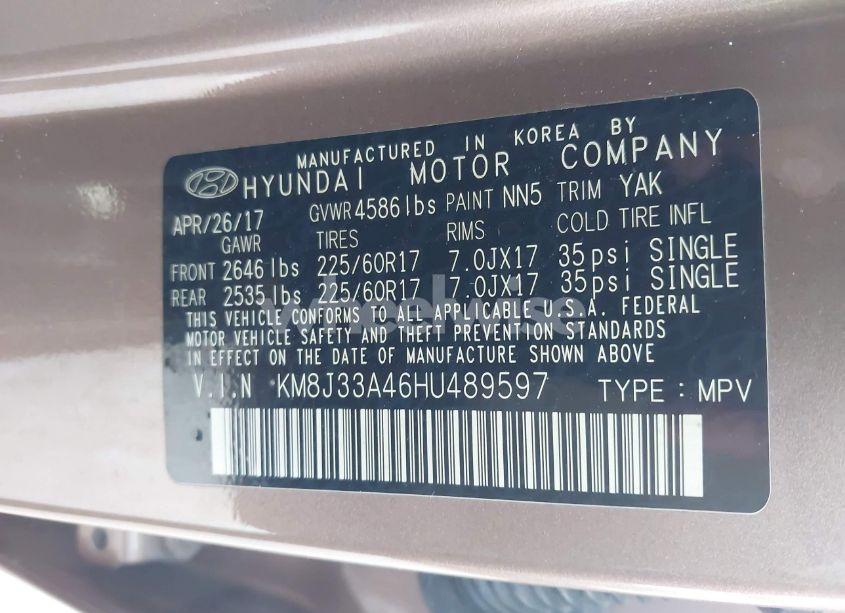 MANUFACTURED IN KOREA BY
HYUNDAI MOTOR COMPANY
APR/26/17 GVWR 4586 lbs PAINT NN5 TRIM YAK
GAWR TIRES RIMS COLD TIRE INFL
FRONT 2646 lbs 225/60R17 7.0JX17 35psi SINGLE
REAR 2535 lbs 225/60R17 7.0JX17 35psi SINGLE
THIS VEHICLE CONFORMS TO ALL APPLICABLE U.S.A. FEDERAL
MOTOR VEHICLE SAFETY AND THEFT PREVENTION STANDARDS
IN EFFECT ON THE DATE OF MANUFACTURE SHOWN ABOVE
V.I.N KM8J33A46HU489597 TYPE : MPV